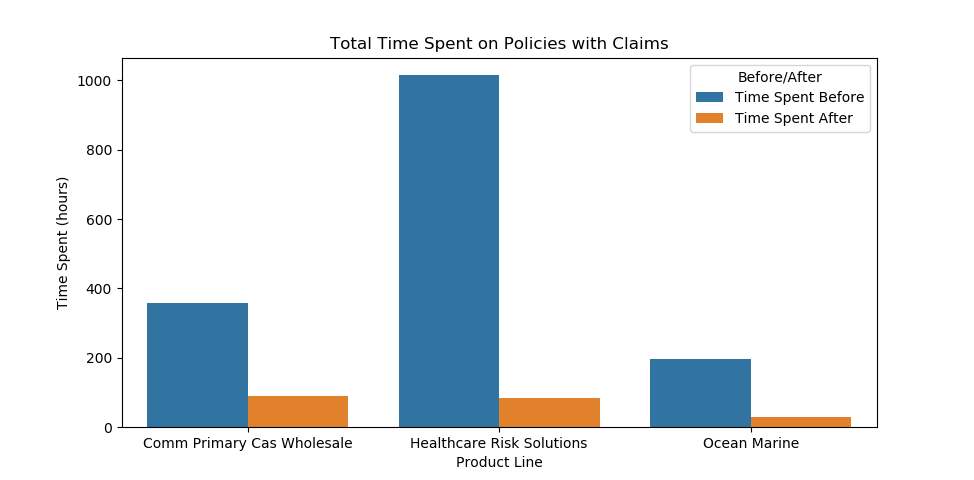 Total Time Spent on Policies with Claims
Before/After
Time Spent Before
Time Spent After
Time Spent (hours)
1000
800
600
400
200
0
Comm Primary Cas Wholesale
Healthcare Risk Solutions
Ocean Marine
Product Line